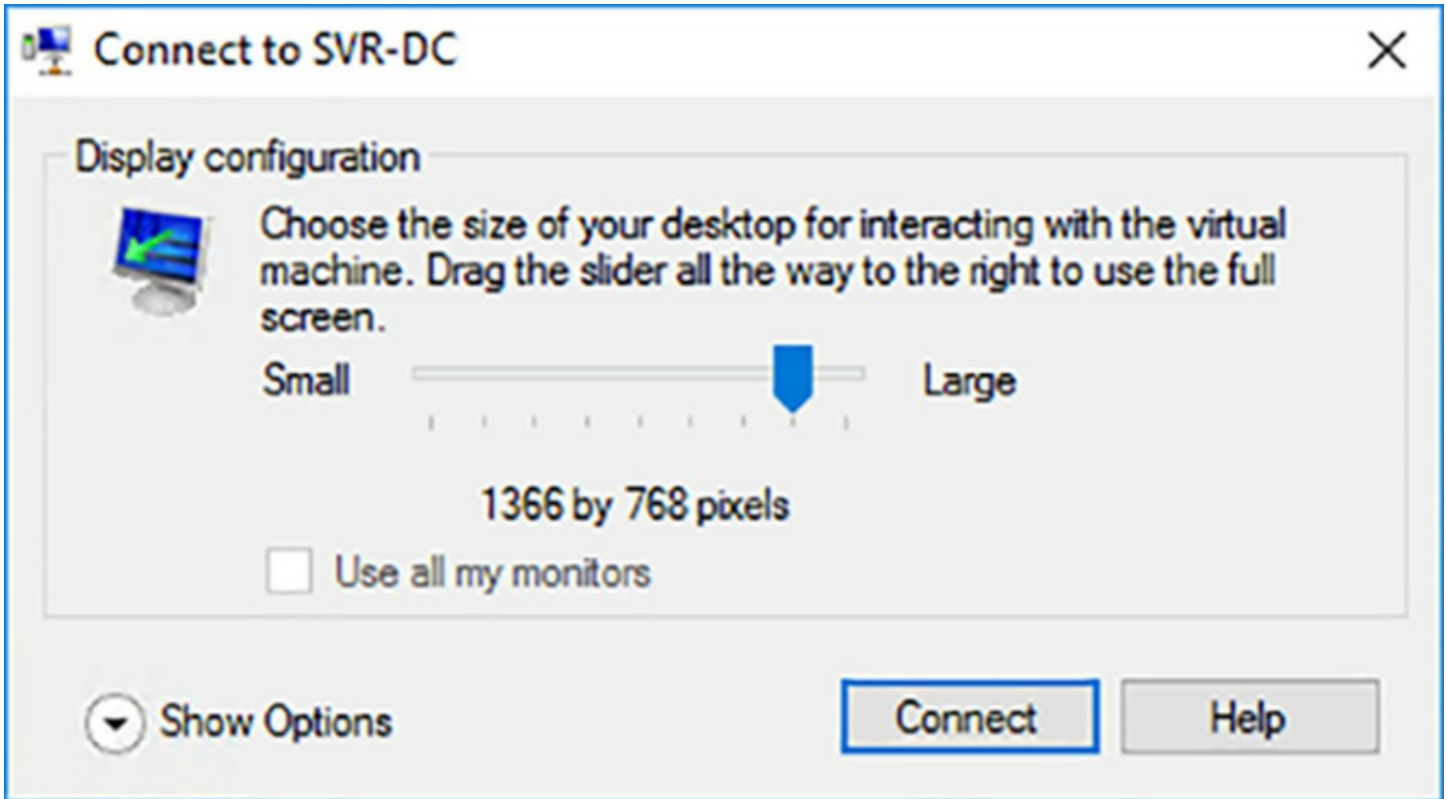 Connect to SVR-DC
Display configuration
Choose the size of your desktop for interacting with the virtual
machine. Drag the slider all the way to the right to use the full
screen.
Small Large
1366 by 768 pixels
Use all my monitors
Show Options Connect Help